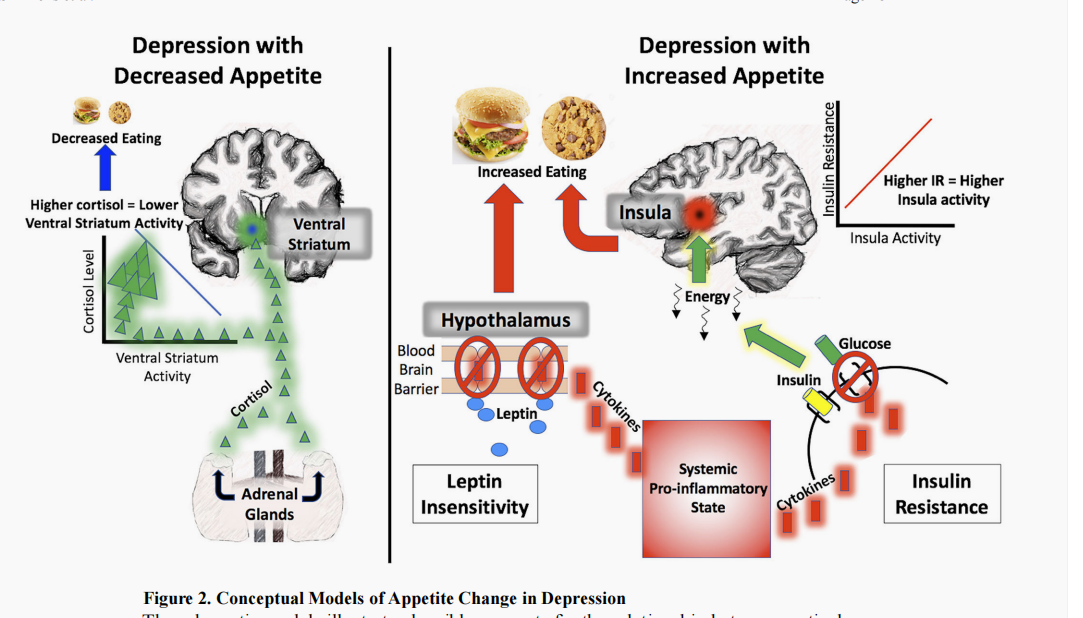 Depression with
Decreased Appetite
Decreased Eating
Higher cortisol = Lower
Ventral Striatum Activity
Ventral
Striatum
Cortisol Level
Ventral Striatum
Activity
Cortisol
Adrenal
Glands
Depression with
Increased Appetite
Increased Eating
Insula
Insulin Resistance
Higher IR = Higher
Insula activity
Insula Activity
Energy
Hypothalamus
Blood
Brain
Barrier
Leptin
Cytokines
Glucose
Insulin
Leptin
Insensitivity
Systemic
Pro-inflammatory
State
Cytokines
Insulin
Resistance
Figure 2. Conceptual Models of Appetite Change in Depression